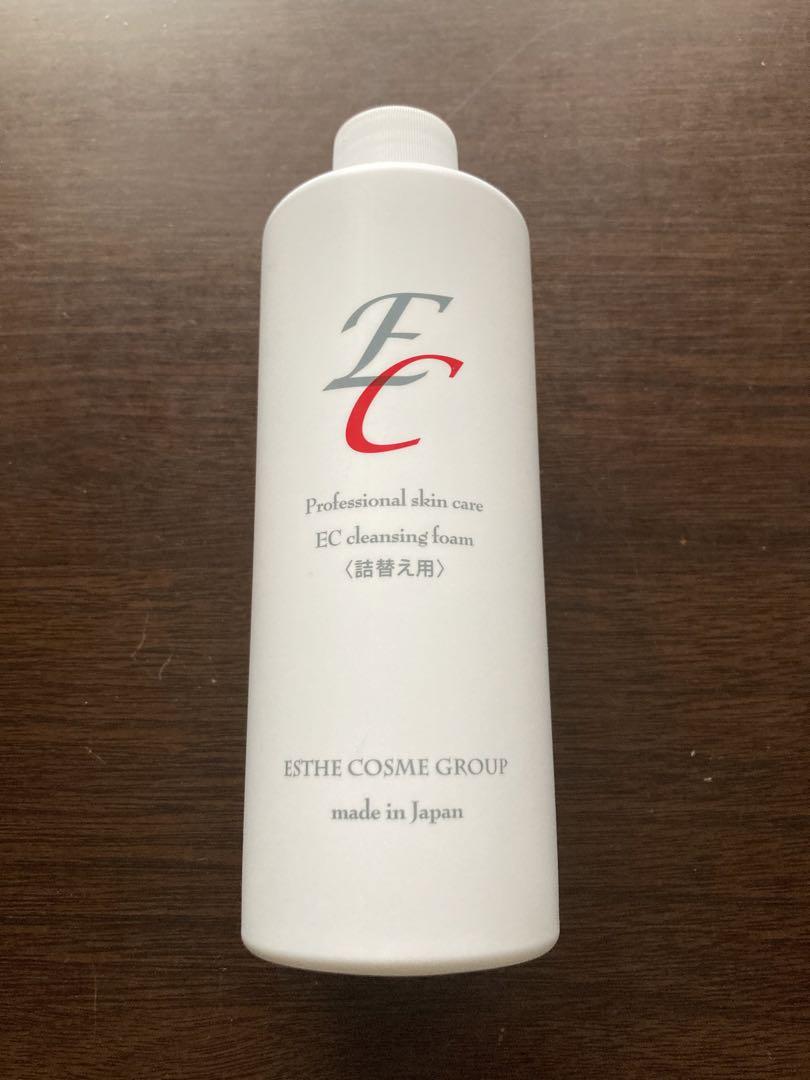 EC
Professional skin care
EC cleansing foam
〈詰替え用〉
ESTHE COSME GROUP
made in Japan